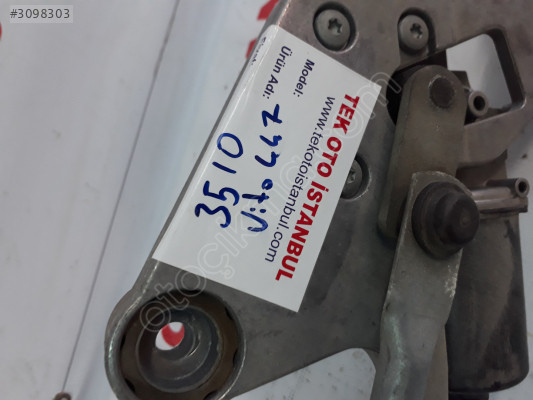 #3098303
TEK OTO İSTANBUL
www.tekotoistanbul.com
Model:
Ürün Adı:
Vito 447
3510